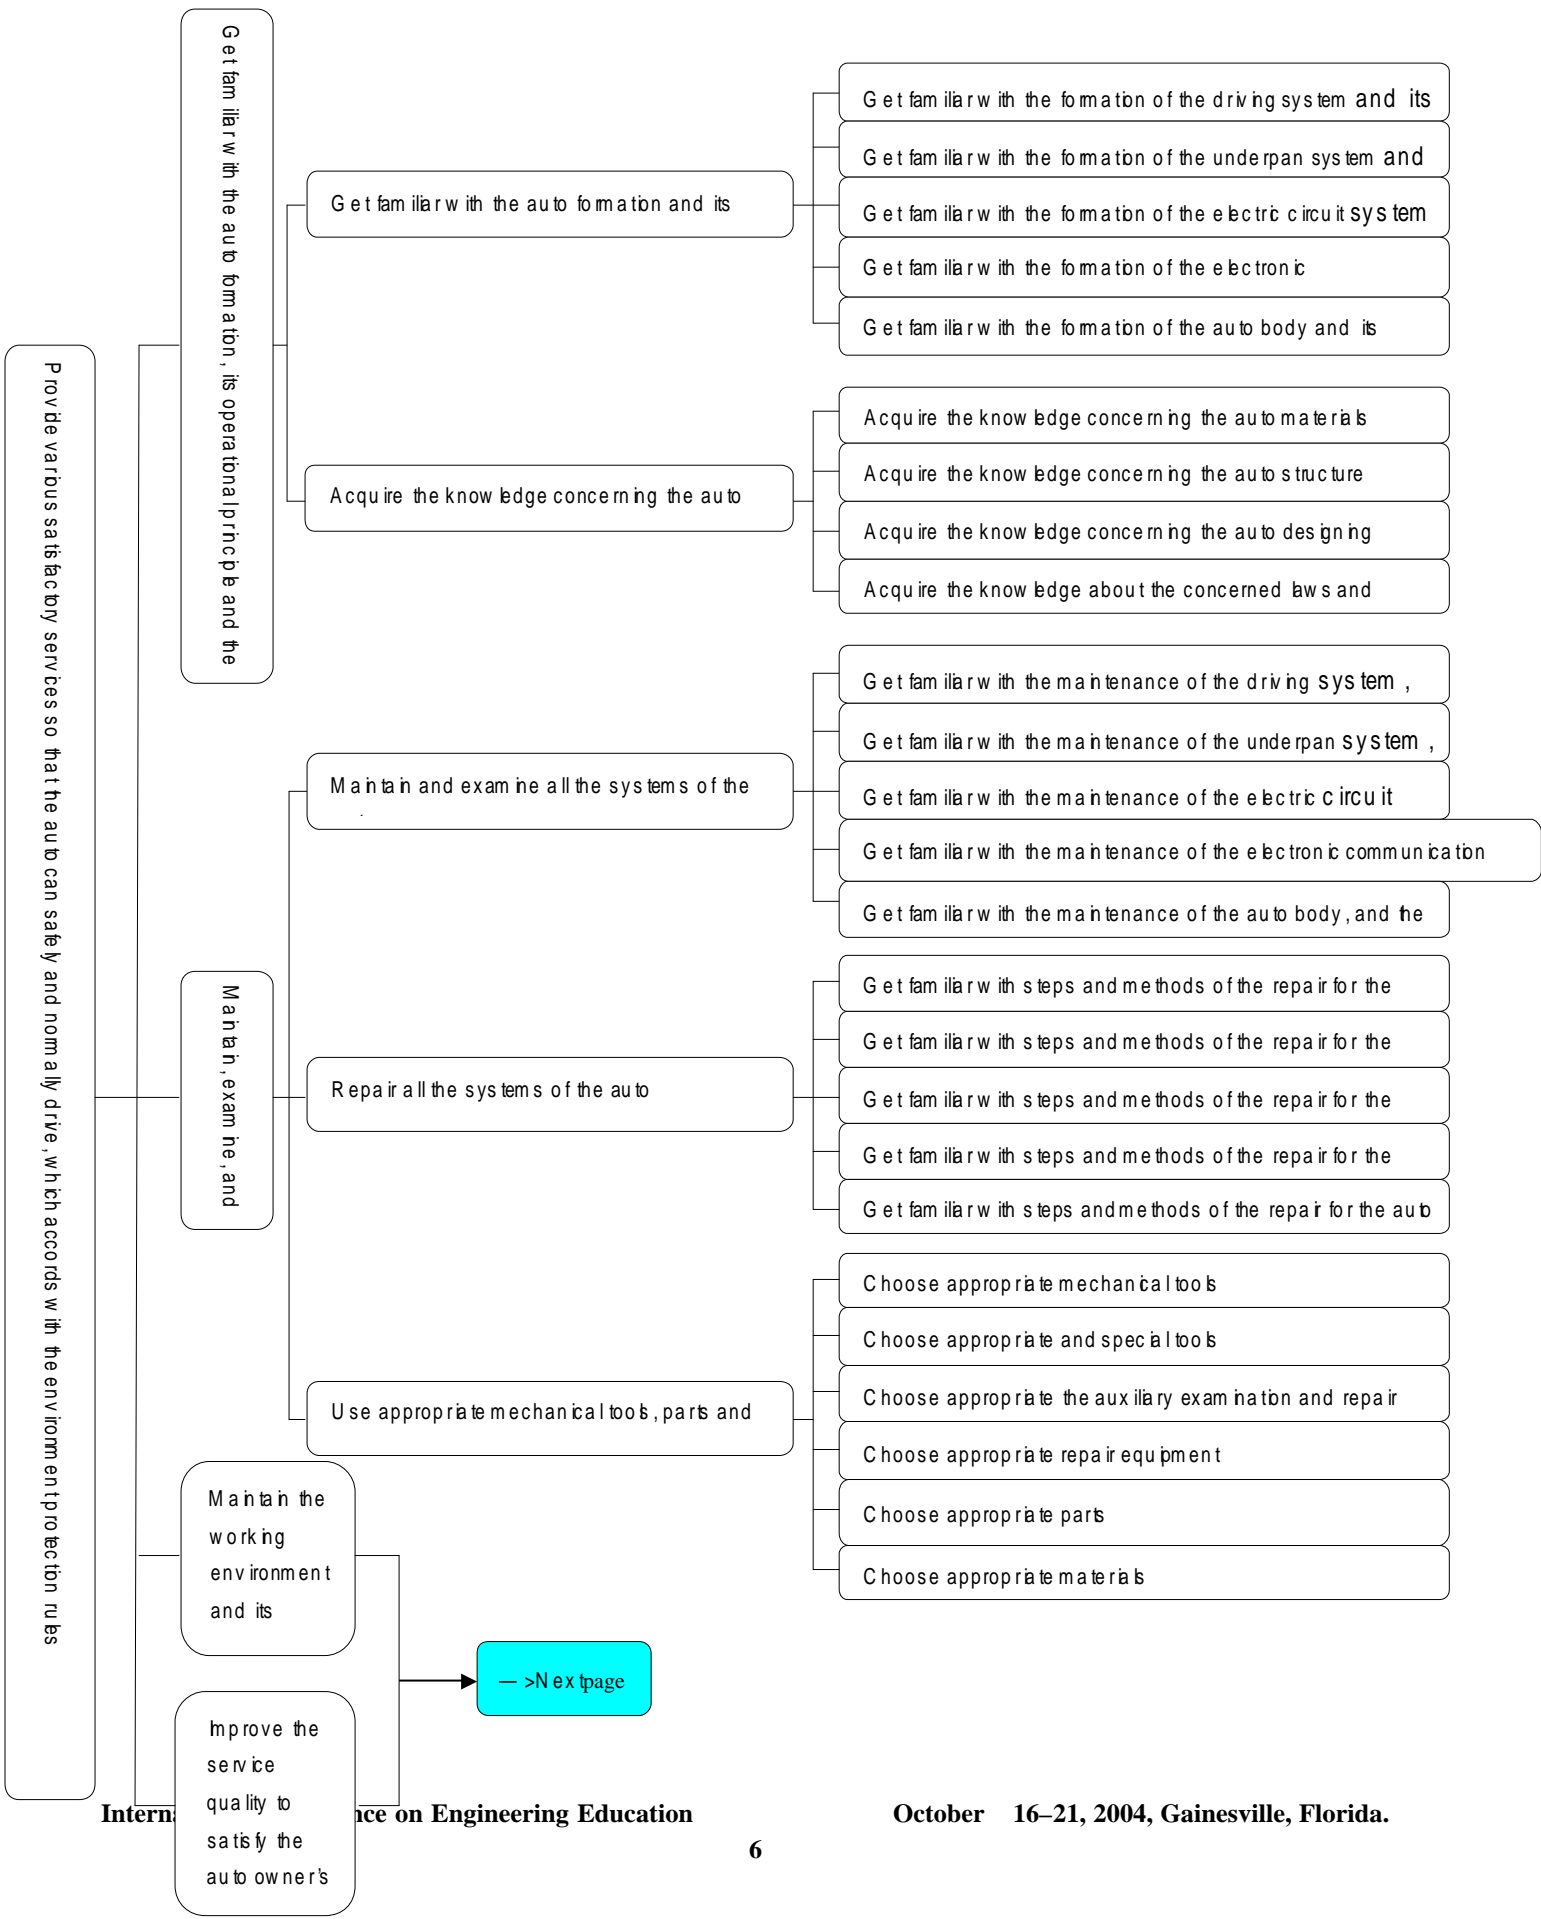 Provide various satisfactory services so that the auto can safely and normally drive, which accords with the environment protection rules
Get familiar with the auto formation, its operational principle and the
Get familiar with the auto formation and its
Get familiar with the formation of the driving system and its
Get familiar with the formation of the underpan system and
Get familiar with the formation of the electric circuit system
Get familiar with the formation of the electronic
Get familiar with the formation of the auto body and its
Acquire the knowledge concerning the auto
Acquire the knowledge concerning the auto materials
Acquire the knowledge concerning the auto structure
Acquire the knowledge concerning the auto designing
Acquire the knowledge about the concerned laws and
Maintain, examine, and
Maintain and examine all the systems of the
Get familiar with the maintenance of the driving system,
Get familiar with the maintenance of the underpan system,
Get familiar with the maintenance of the electric circuit
Get familiar with the maintenance of the electronic communication
Get familiar with the maintenance of the auto body, and the
Repair all the systems of the auto
Get familiar with steps and methods of the repair for the
Get familiar with steps and methods of the repair for the
Get familiar with steps and methods of the repair for the
Get familiar with steps and methods of the repair for the
Get familiar with steps and methods of the repair for the auto
Use appropriate mechanical tools, parts and
Choose appropriate mechanical tools
Choose appropriate and special tools
Choose appropriate the auxiliary examination and repair
Choose appropriate repair equipment
Choose appropriate parts
Choose appropriate materials
Maintain the
working
environment
and its
—>Next page
Improve the
service
quality to
satisfy the
auto owner's
Interna nce on Engineering Education October 16–21, 2004, Gainesville, Florida.
6